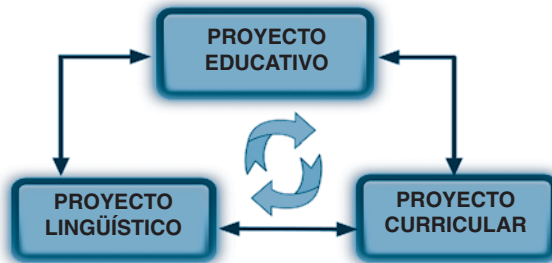 PROYECTO
EDUCATIVO
PROYECTO
LINGÜÍSTICO
PROYECTO
CURRICULAR